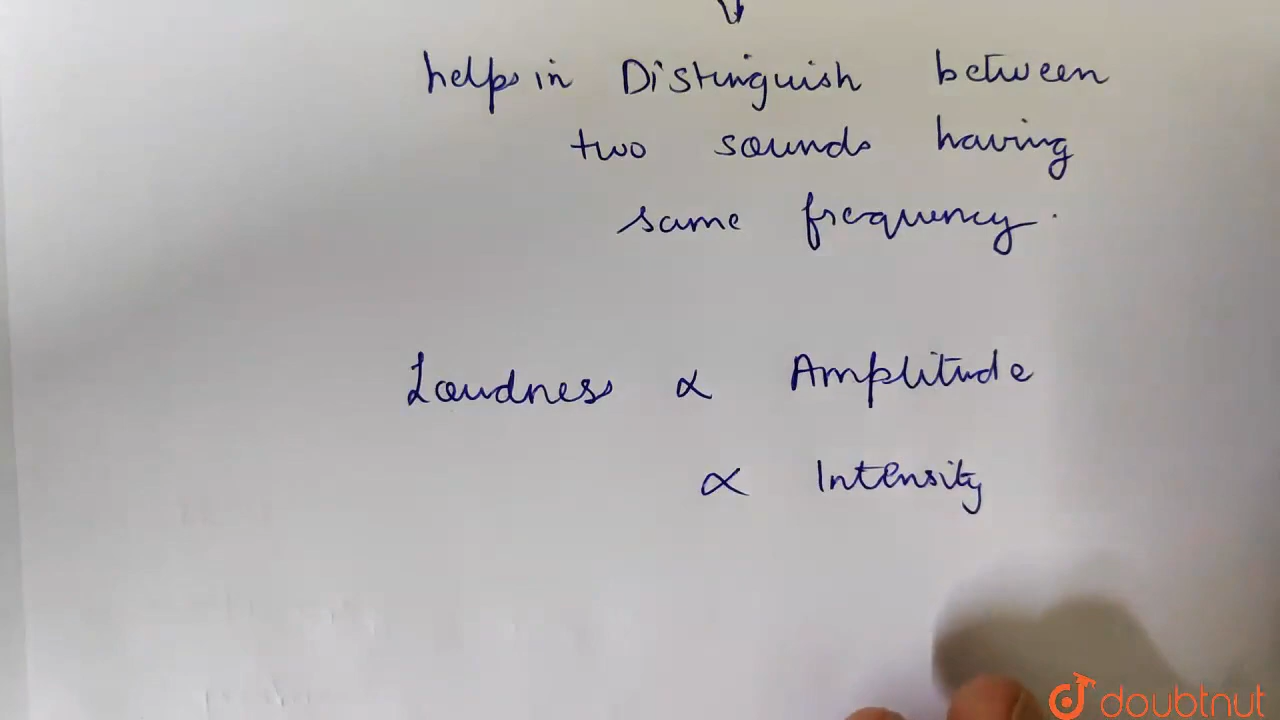 helps in Distinguish between
two sounds having
same frequency.
Loudness ∝ Amplitude
∝ Intensity
doubtnut